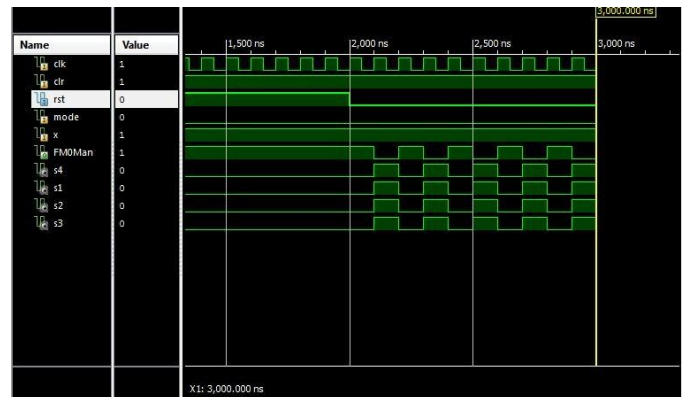 3,000.000 ns
Name Value 1,500 ns 2,000 ns 2,500 ns 3,000 ns
clk 1
clr 1
rst 0
mode 0
x 1
FM0Man 1
s4 0
s1 0
s2 0
s3 0
X1: 3,000.000 ns